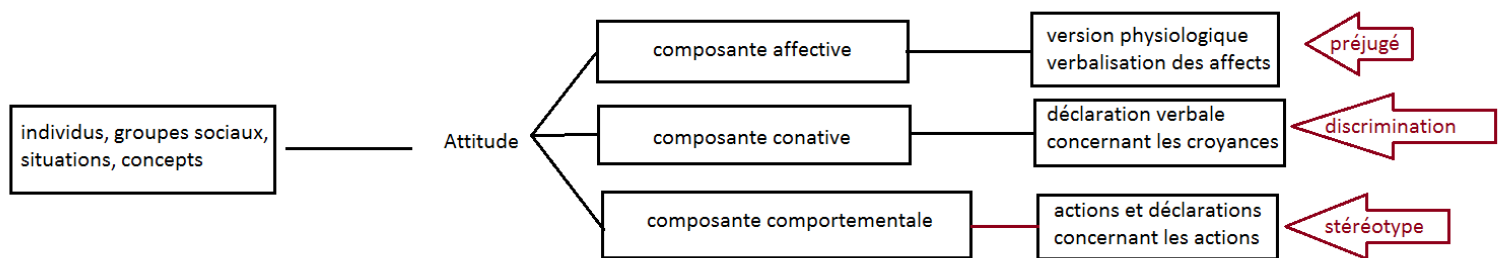 individus, groupes sociaux,
situations, concepts
Attitude
composante affective
version physiologique
verbalisation des affects
préjugé
composante conative
déclaration verbale
concernant les croyances
discrimination
composante comportementale
actions et déclarations
concernant les actions
stéréotype